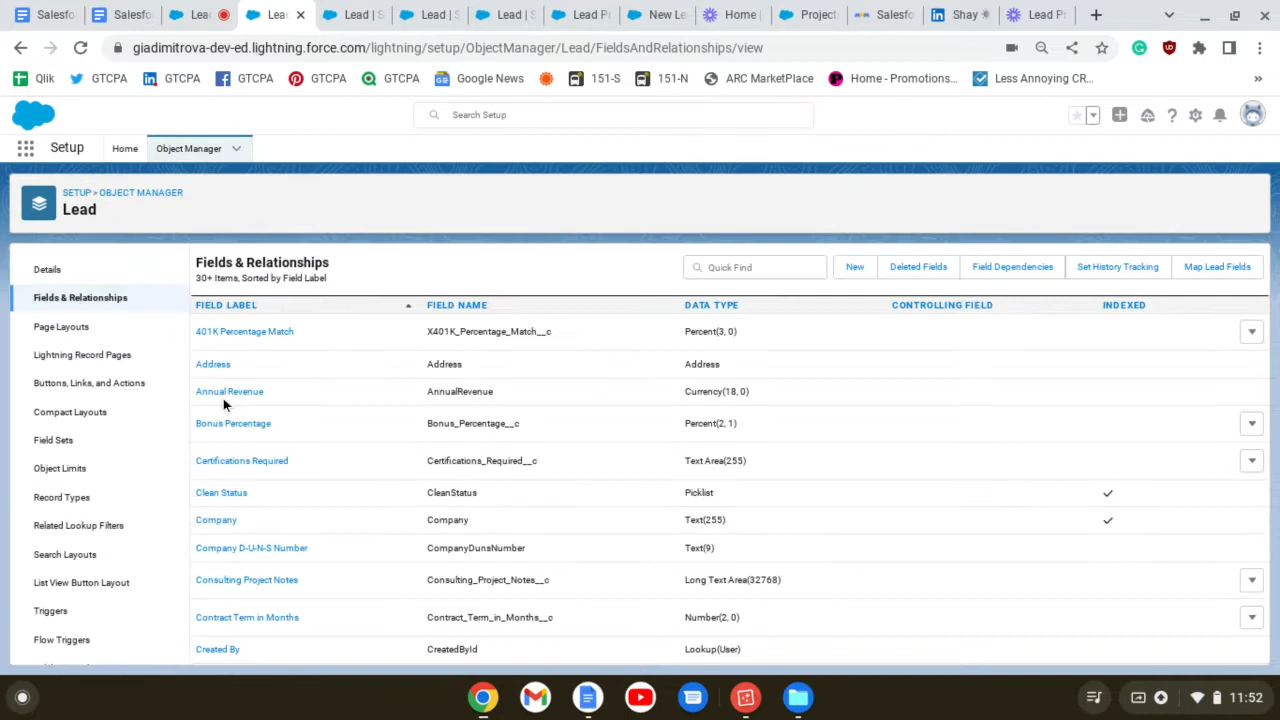 Salesfo
Salesfo
Lea
Lea
Lead | S
Lead | S
Lead | S
Lead Pr
New Le
Home |
Project
Salesfo
Shay
Lead P
giadimitrova-dev-ed.lightning.force.com/lightning/setup/ObjectManager/Lead/FieldsAndRelationships/view
Qlik GTCPA GTCPA GTCPA GTCPA GTCPA Google News 151-S 151-N ARC MarketPlace Home - Promotions... Less Annoying CR... »
Search Setup
Setup Home Object Manager
SETUP > OBJECT MANAGER
Lead
Details
Fields & Relationships
Page Layouts
Lightning Record Pages
Buttons, Links, and Actions
Compact Layouts
Field Sets
Object Limits
Record Types
Related Lookup Filters
Search Layouts
List View Button Layout
Triggers
Flow Triggers
Fields & Relationships
30+ Items, Sorted by Field Label
Quick Find New Deleted Fields Field Dependencies Set History Tracking Map Lead Fields
FIELD LABEL FIELD NAME DATA TYPE CONTROLLING FIELD INDEXED
401K Percentage Match X401K_Percentage_Match__c Percent(3, 0)
Address Address Address
Annual Revenue AnnualRevenue Currency(18, 0)
Bonus Percentage Bonus_Percentage__c Percent(2, 1)
Certifications Required Certifications_Required__c Text Area(255)
Clean Status CleanStatus Picklist
Company Company Text(255)
Company D-U-N-S Number CompanyDunsNumber Text(9)
Consulting Project Notes Consulting_Project_Notes__c Long Text Area(32768)
Contract Term in Months Contract_Term_in_Months__c Number(2, 0)
Created By CreatedById Lookup(User)
11:52